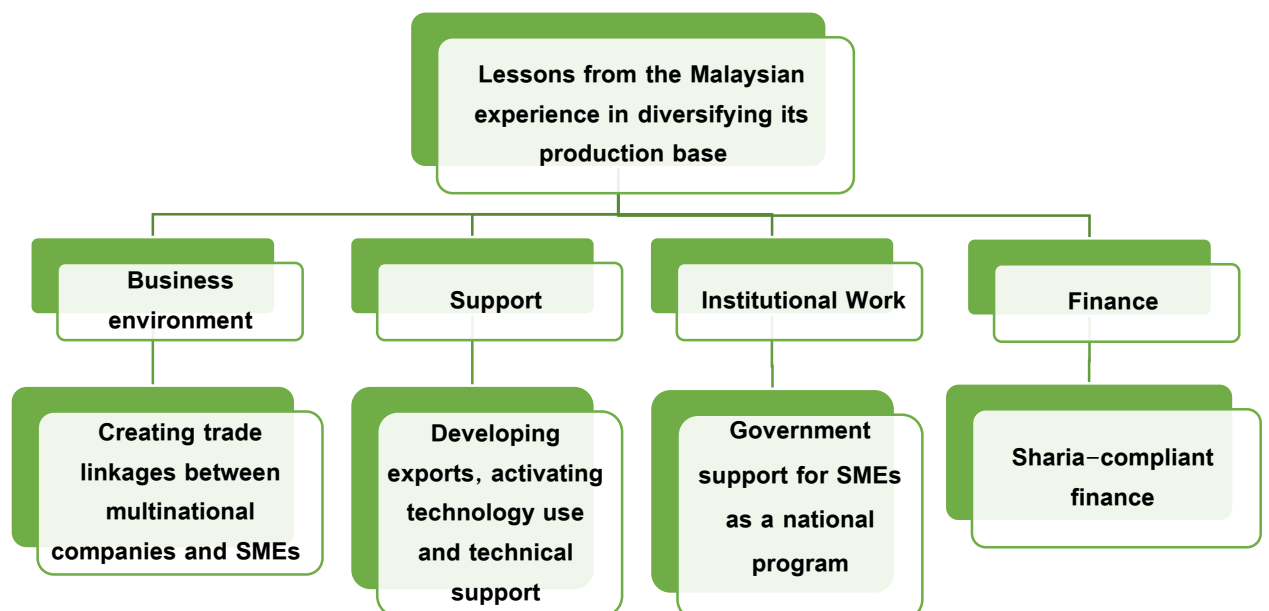 Lessons from the Malaysian
experience in diversifying its
production base
Business
environment
Support
Institutional Work
Finance
Creating trade
linkages between
multinational
companies and SMEs
Developing
exports, activating
technology use
and technical
support
Government
support for SMEs
as a national
program
Sharia–compliant
finance